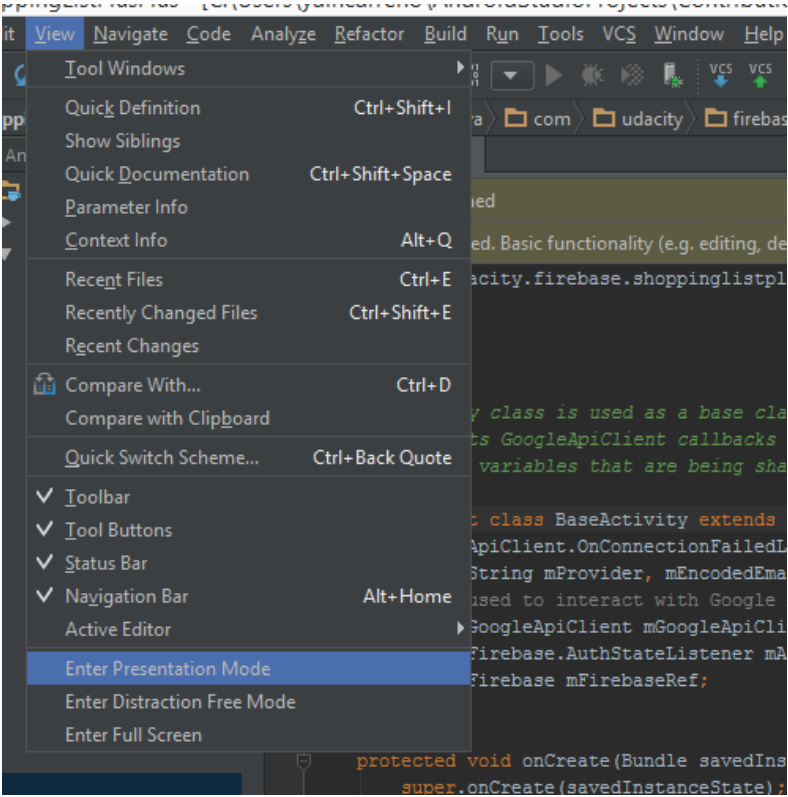 it View Navigate Code Analyze Refactor Build Run Tools VCS Window Help
Tool Windows
VCS VCS
Quick Definition Ctrl+Shift+I
com udacity firebas
Show Siblings
An
Quick Documentation Ctrl+Shift+Space
Parameter Info
ed
Context Info Alt+Q
ed. Basic functionality (e.g. editing, de
Recent Files Ctrl+E
acity.firebase.shoppinglistpl
Recently Changed Files Ctrl+Shift+E
Recent Changes
Compare With... Ctrl+D
Compare with Clipboard
y class is used as a base cla
ts GoogleApiClient callbacks
Quick Switch Scheme... Ctrl+Back Quote
variables that are being sha
Toolbar
Tool Buttons
t class BaseActivity extends
Status Bar
ApiClient.OnConnectionFailedL
String mProvider, mEncodedEma
Navigation Bar Alt+Home
used to interact with Google
Active Editor
GoogleApiClient mGoogleApiCli
Firebase.AuthStateListener mA
Enter Presentation Mode
Firebase mFirebaseRef;
Enter Distraction Free Mode
Enter Full Screen
protected void onCreate(Bundle savedIns
super.onCreate(savedInstanceState);